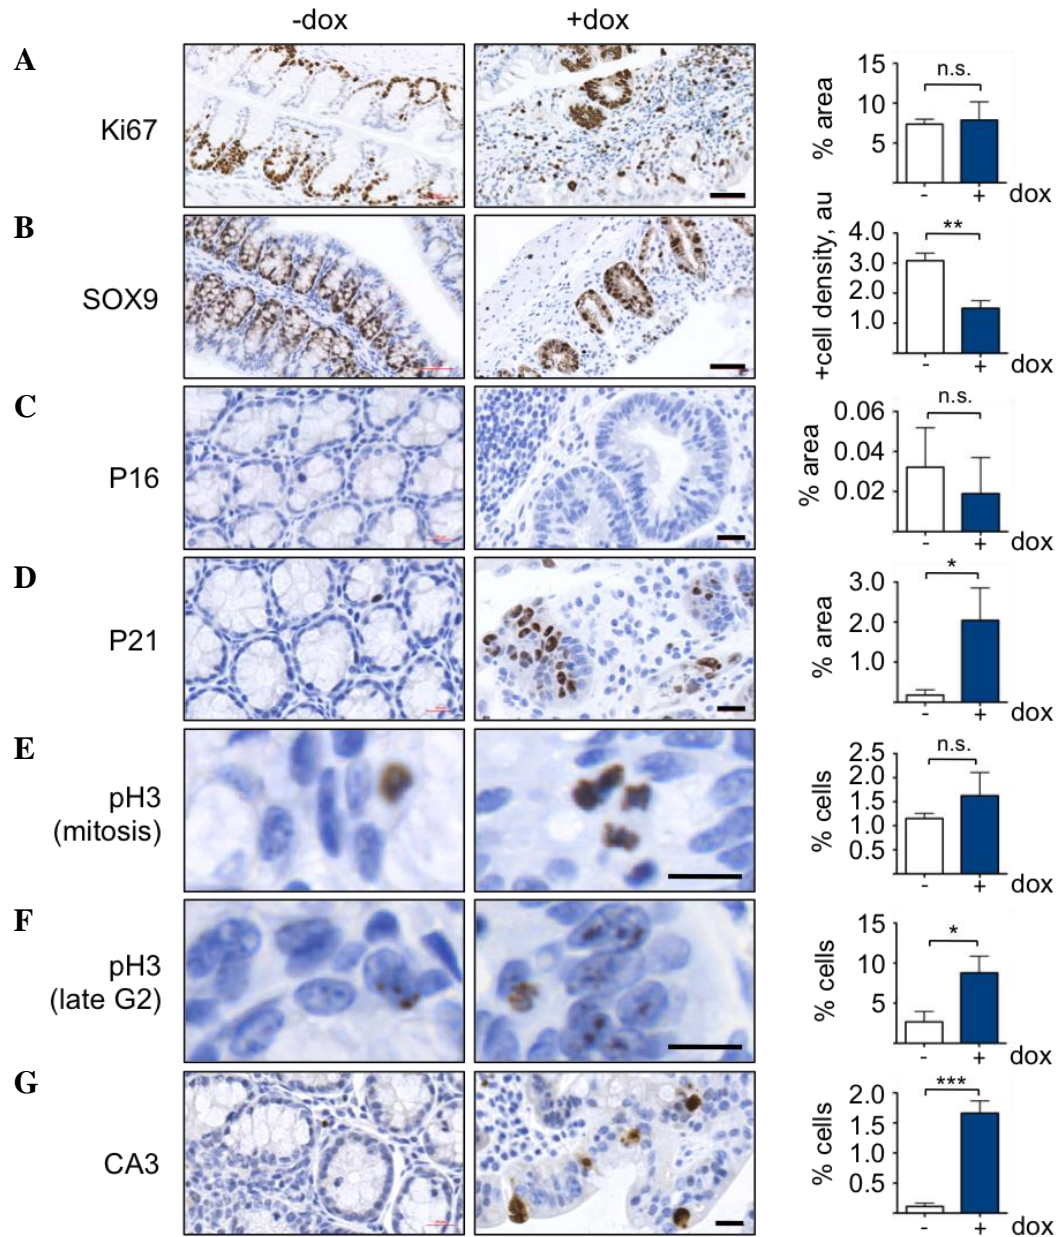 -dox +dox
A
Ki67
% area
15
10
5
n.s.
- + dox
B
SOX9
+cell density, au
4.0
3.0
2.0
1.0
**
- + dox
C
P16
% area
0.06
0.04
0.02
n.s.
- + dox
D
P21
% area
3.0
2.0
1.0
*
- + dox
E
pH3
(mitosis)
% cells
2.5
2.0
1.5
1.0
0.5
n.s.
- + dox
F
pH3
(late G2)
% cells
15
10
5
*
- + dox
G
CA3
% cells
2.0
1.5
1.0
0.5
***
- + dox